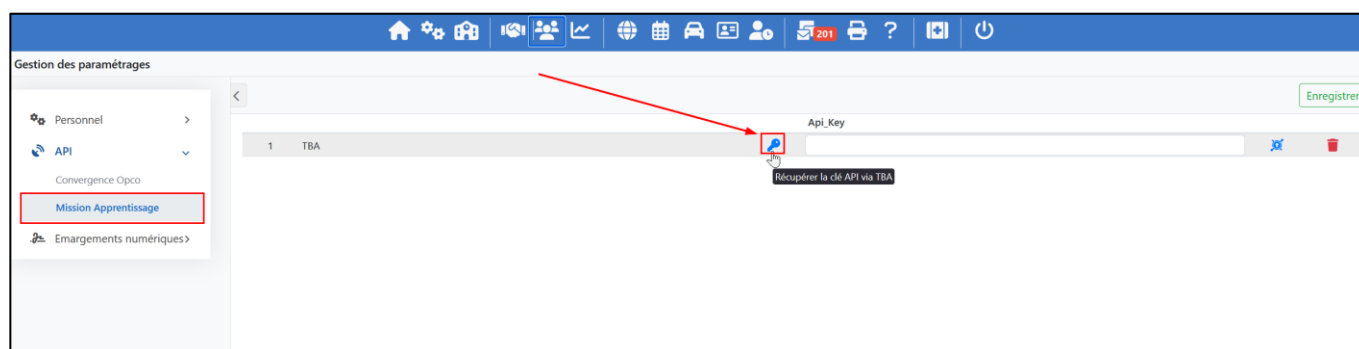 201
?
Gestion des paramétrages
Enregistrer
Personnel
Api_Key
API
1 TBA
Convergence Opco
Récupérer la clé API via TBA
Mission Apprentissage
Emargements numériques